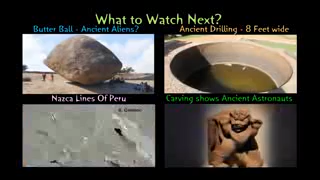 What to Watch Next?
Butter Ball - Ancient Aliens?
Ancient Drilling - 8 Feet wide
Nazca Lines Of Peru
Carving shows Ancient Astronauts